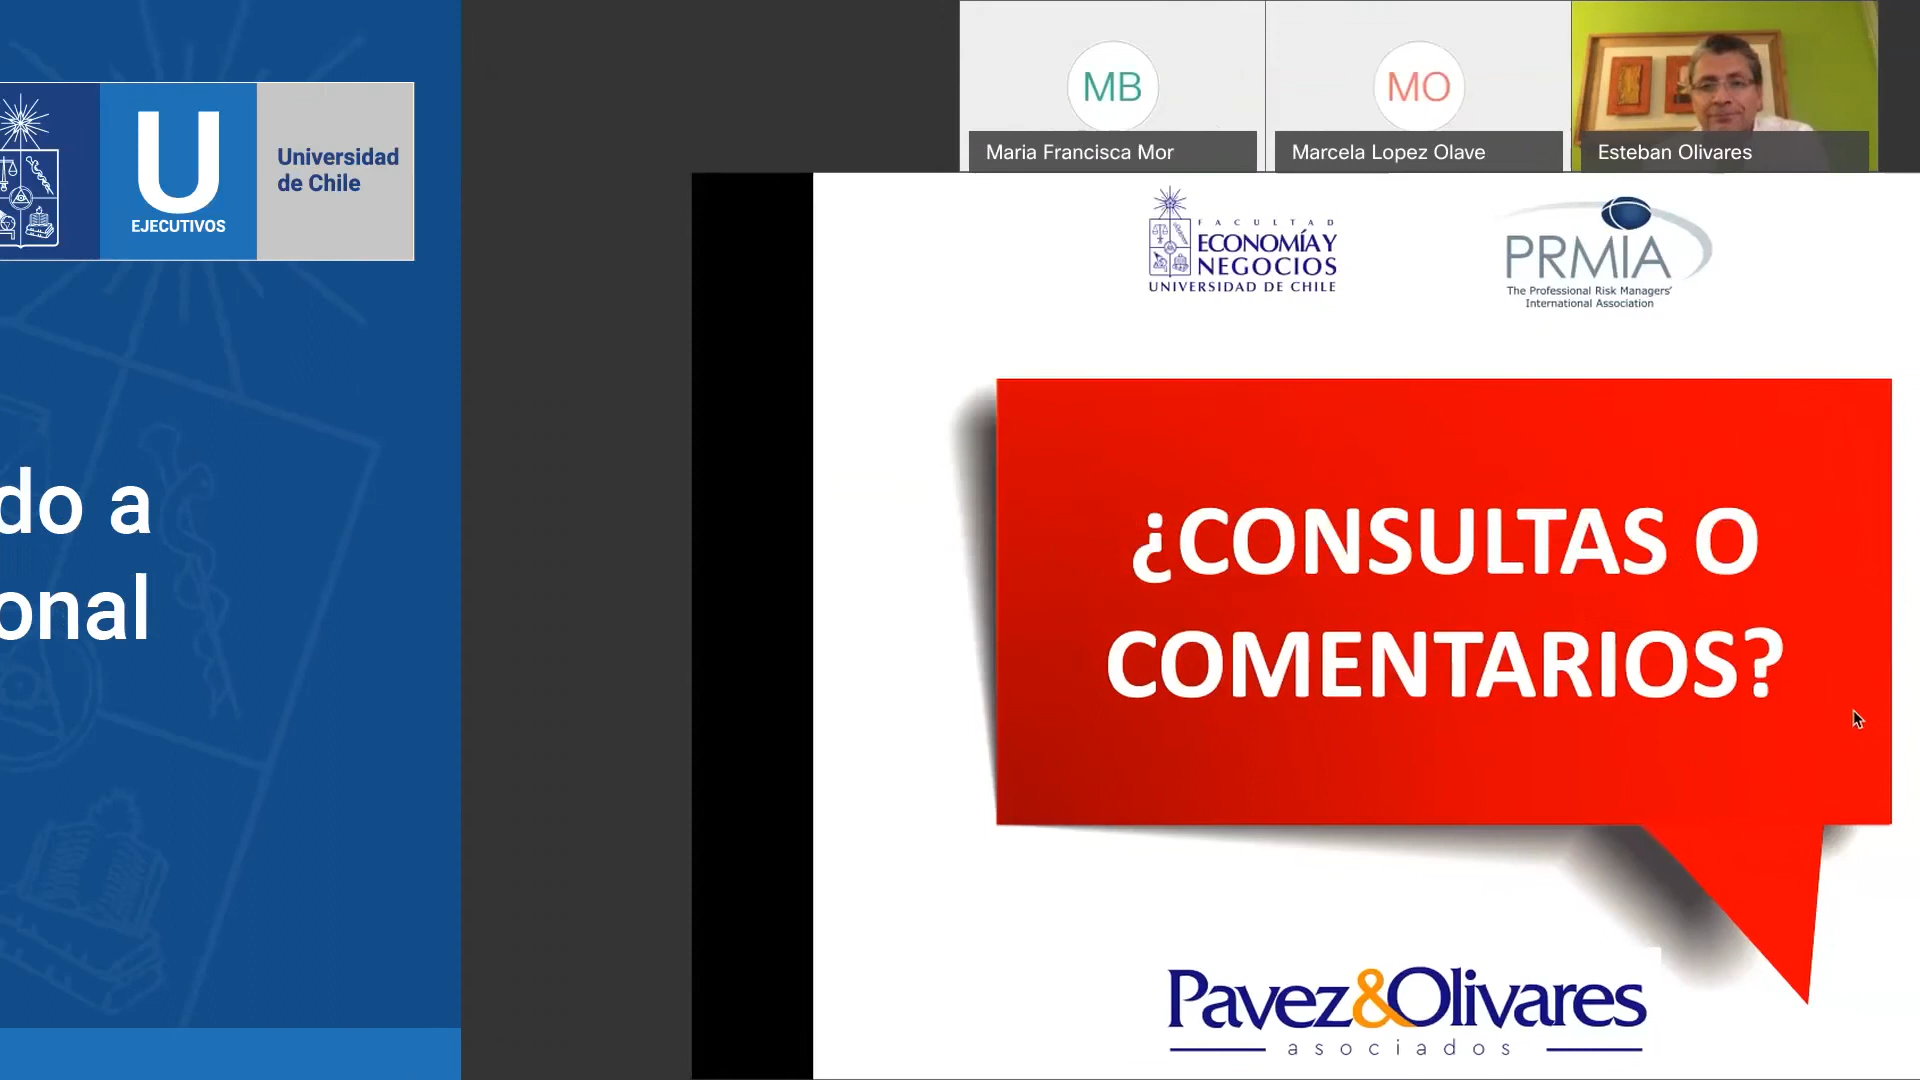 U
EJECUTIVOS
Universidad
de Chile
do a
onal
MB
Maria Francisca Mor
MO
Marcela Lopez Olave
Esteban Olivares
FACULTAD
ECONOMÍA Y
NEGOCIOS
UNIVERSIDAD DE CHILE
PRMIA
The Professional Risk Managers'
International Association
¿CONSULTAS O
COMENTARIOS?
Pavez&Olivares
asociados